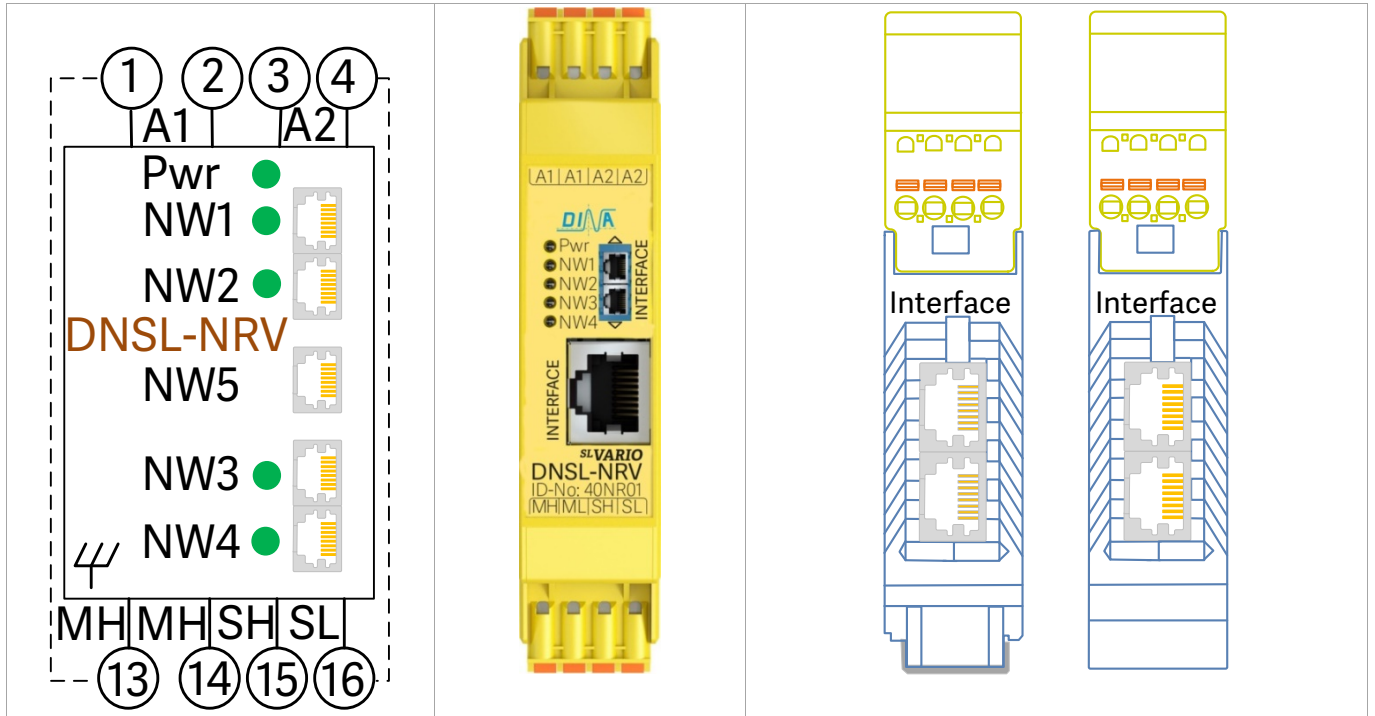 1 2 3 4
A1 A2
Pwr
NW1
NW2
DNSL-NRV
NW5
NW3
NW4
MH MH SH SL
13 14 15 16
A1 A1 A2 A2
DINA
Pwr
NW1
NW2
NW3
NW4
INTERFACE
INTERFACE
SLVARIO
DNSL-NRV
ID-No: 40NR01
MH ML SH SL
Interface
Interface